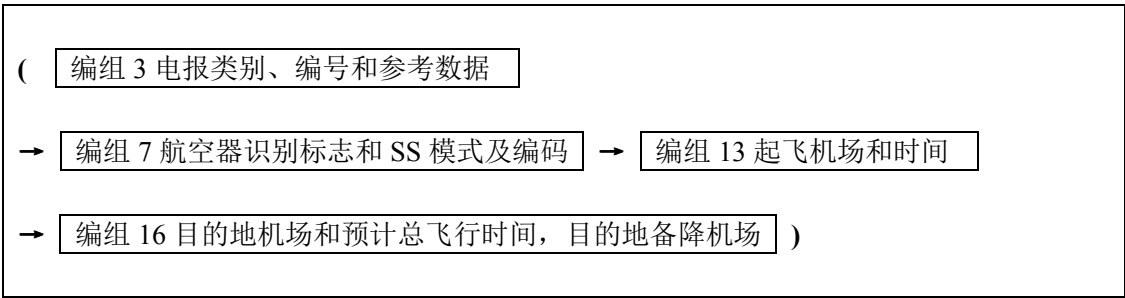 ( 编组 3 电报类别、编号和参考数据
→ 编组 7 航空器识别标志和 SS 模式及编码 → 编组 13 起飞机场和时间
→ 编组 16 目的地机场和预计总飞行时间，目的地备降机场 )